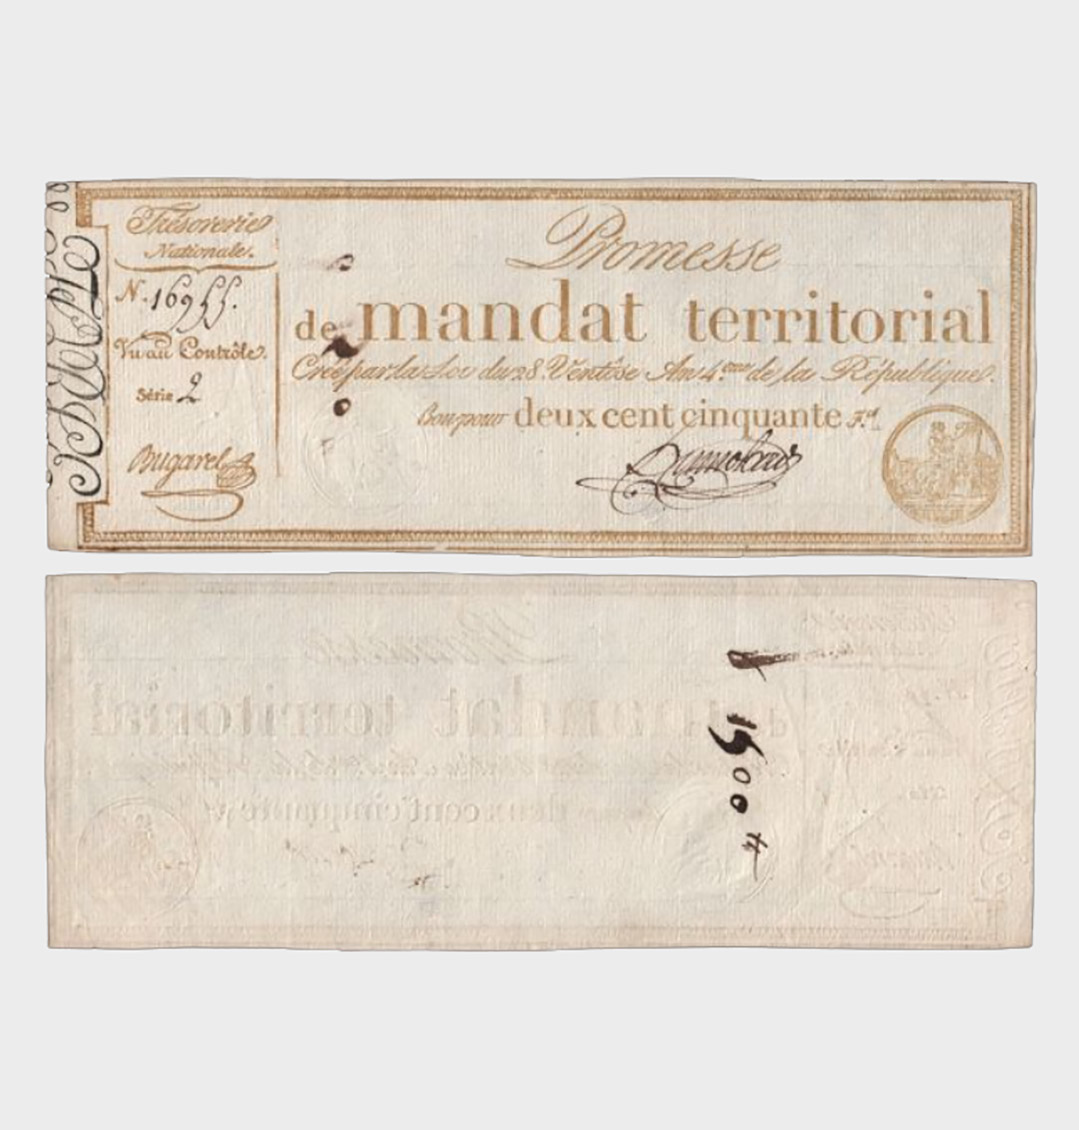 Trésorerie
Nationale.
N. 16955.
Vu au Contrôle.
Série 2
Bugarel
Promesse
de mandat territorial
Créé par la Loi du 28. Ventôse An 4.me de la République.
Bon pour deux cent cinquante F.cs
1500 ₶